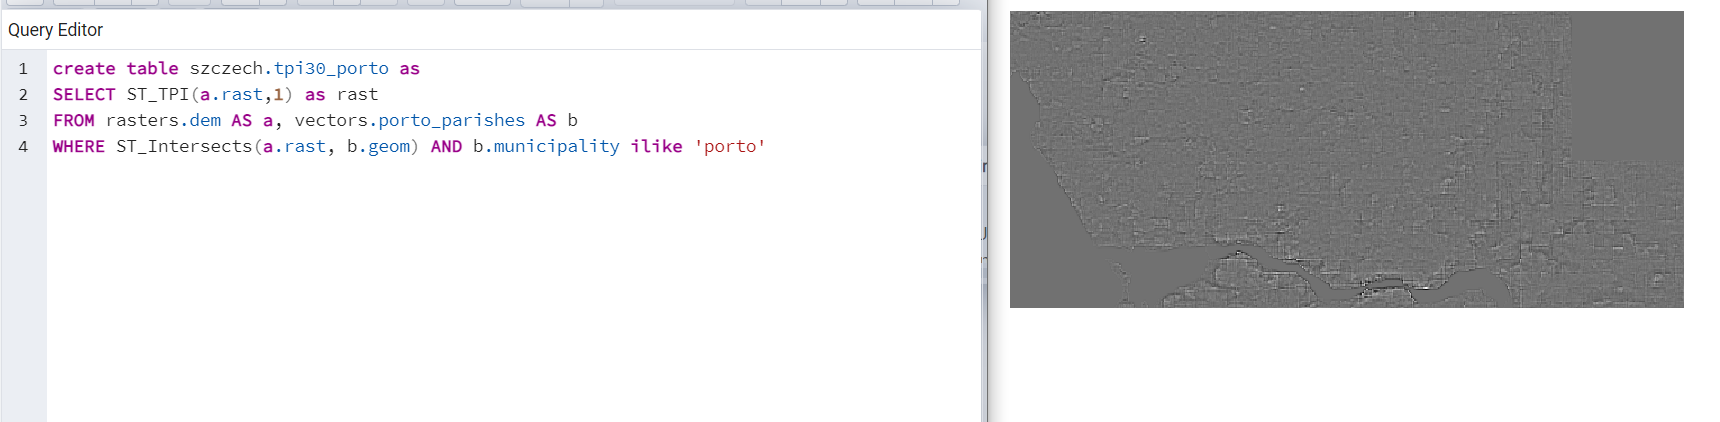 Query Editor
1 create table szczech.tpi30_porto as
2 SELECT ST_TPI(a.rast,1) as rast
3 FROM rasters.dem AS a, vectors.porto_parishes AS b
4 WHERE ST_Intersects(a.rast, b.geom) AND b.municipality ilike 'porto'